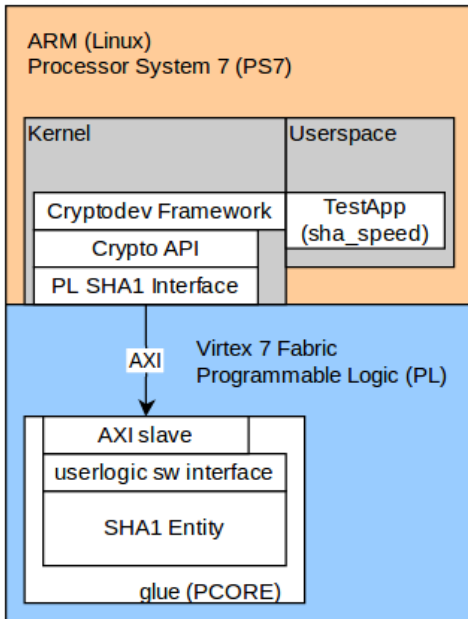 ARM (Linux)
Processor System 7 (PS7)
Kernel
Userspace
Cryptodev Framework
TestApp
(sha_speed)
Crypto API
PL SHA1 Interface
AXI
Virtex 7 Fabric
Programmable Logic (PL)
AXI slave
userlogic sw interface
SHA1 Entity
glue (PCORE)